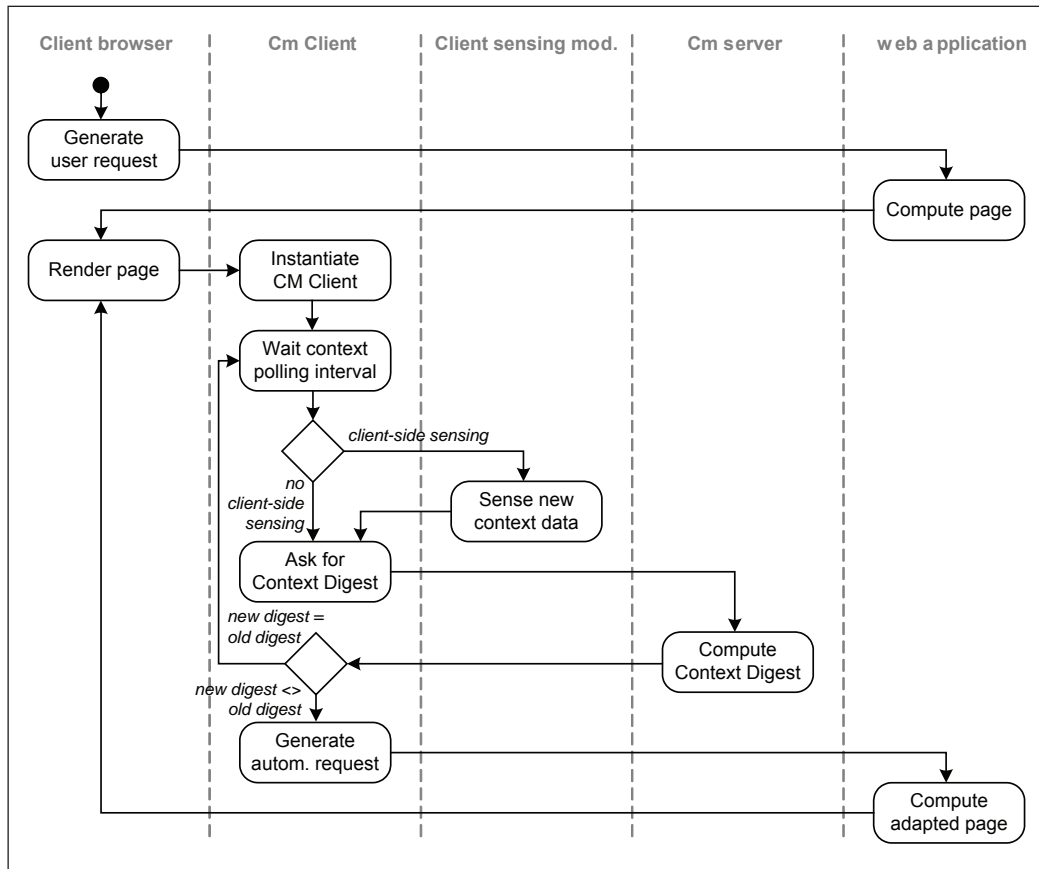 Client browser
Cm Client
Client sensing mod.
Cm server
web application
Generate
user request
Compute page
Render page
Instantiate
CM Client
Wait context
polling interval
client-side sensing
no
client-side
sensing
Sense new
context data
Ask for
Context Digest
new digest =
old digest
Compute
Context Digest
new digest <>
old digest
Generate
autom. request
Compute
adapted page